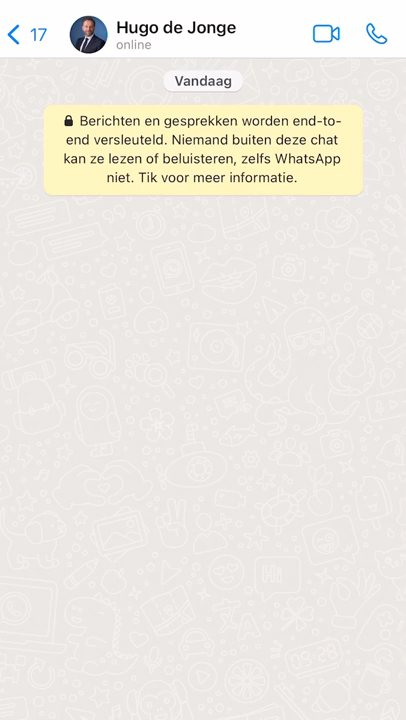 17
Hugo de Jonge
online
Vandaag
Berichten en gesprekken worden end-to-
end versleuteld. Niemand buiten deze chat
kan ze lezen of beluisteren, zelfs WhatsApp
niet. Tik voor meer informatie.